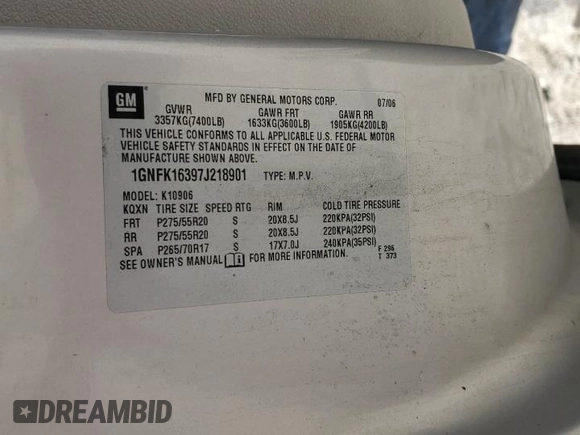 GM
MFD BY GENERAL MOTORS CORP. 07/06
GVWR GAWR FRT GAWR RR
3357KG(7400LB) 1633KG(3600LB) 1905KG(4200LB)
THIS VEHICLE CONFORMS TO ALL APPLICABLE U.S. FEDERAL MOTOR
VEHICLE SAFETY STANDARDS IN EFFECT ON THE DATE OF
MANUFACTURE SHOWN ABOVE.
1GNFK16397J218901 TYPE: M.P.V.
MODEL: K10906
KQXN TIRE SIZE SPEED RTG RIM COLD TIRE PRESSURE
FRT P275/55R20 S 20X8.5J 220KPA(32PSI)
RR P275/55R20 S 20X8.5J 220KPA(32PSI)
SPA P265/70R17 S 17X7.0J 240KPA(35PSI)
SEE OWNER'S MANUAL FOR MORE INFORMATION.
F 296
T 373
DREAMBID